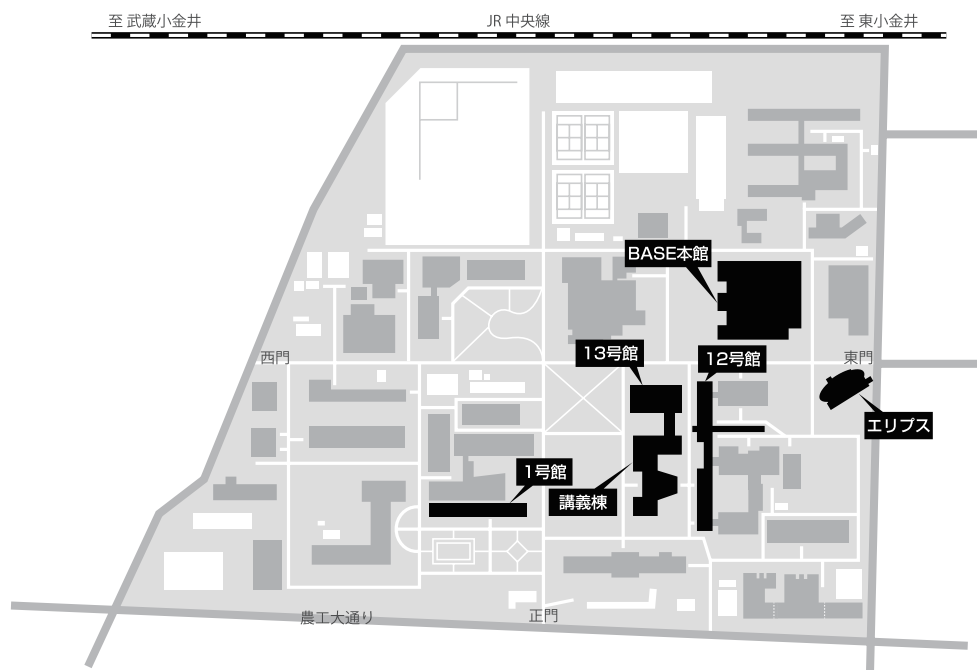 至 武蔵小金井
JR 中央線
至 東小金井
BASE本館
13号館
12号館
西門
東門
エリプス
1号館
講義棟
農工大通り
正門